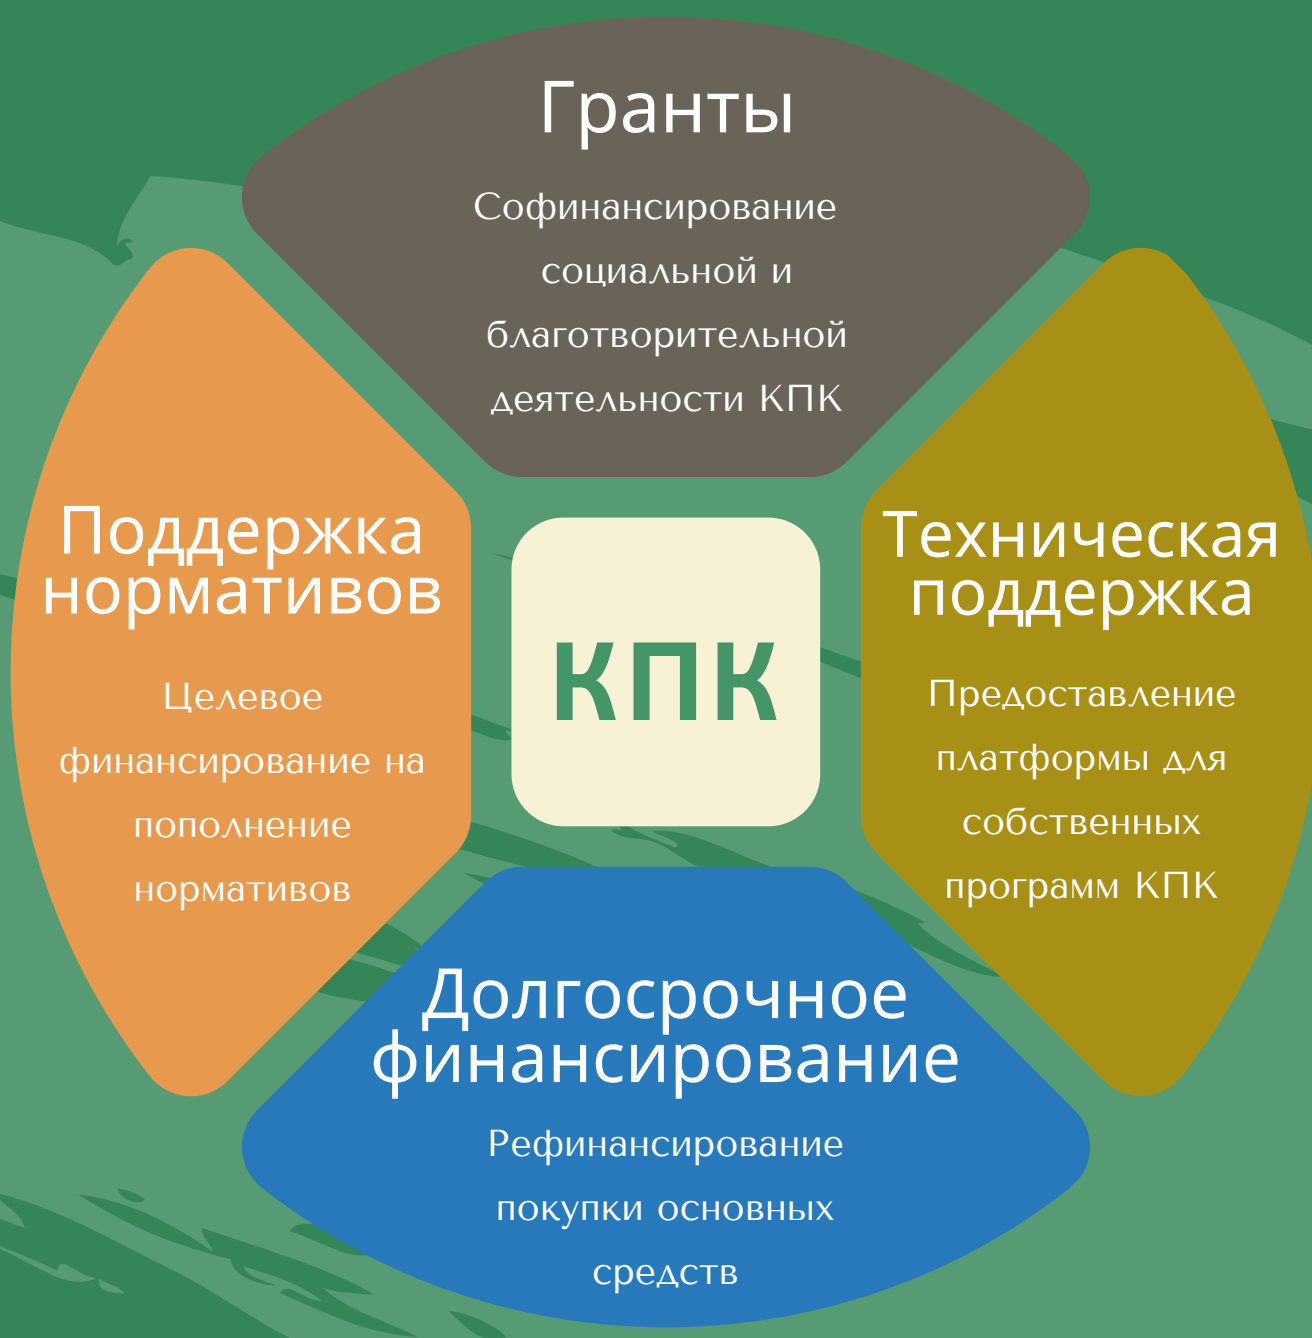 Гранты
Софинансирование
социальной и
благотворительной
деятельности КПК
Поддержка
нормативов
Целевое
финансирование на
пополнение
нормативов
КПК
Техническая
поддержка
Предоставление
платформы для
собственных
программ КПК
Долгосрочное
финансирование
Рефинансирование
покупки основных
средств